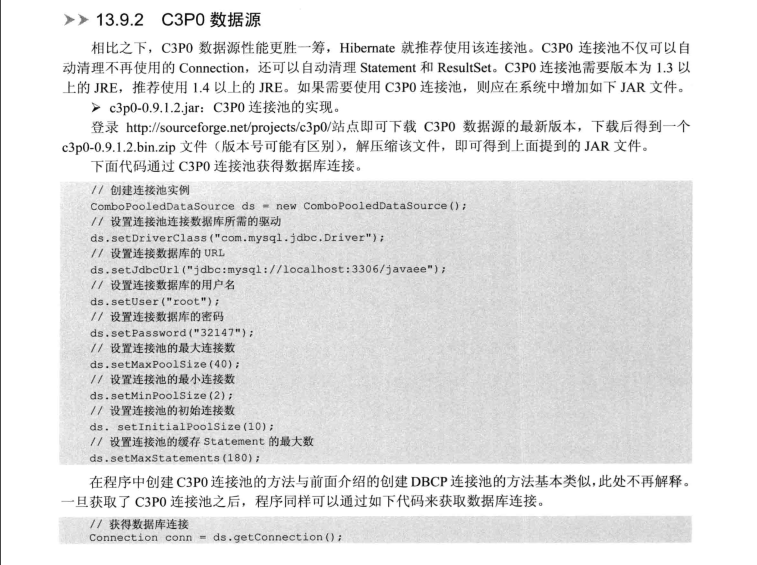 >> 13.9.2 C3P0 数据源
相比之下，C3P0 数据源性能更胜一筹，Hibernate 就推荐使用该连接池。C3P0 连接池不仅可以自
动清理不再使用的 Connection，还可以自动清理 Statement 和 ResultSet。C3P0 连接池需要版本为 1.3 以
上的 JRE，推荐使用 1.4 以上的 JRE。如果需要使用 C3P0 连接池，则应在系统中增加如下 JAR 文件。
➢ c3p0-0.9.1.2.jar：C3P0 连接池的实现。
登录 http://sourceforge.net/projects/c3p0/站点即可下载 C3P0 数据源的最新版本，下载后得到一个
c3p0-0.9.1.2.bin.zip 文件（版本号可能有区别），解压缩该文件，即可得到上面提到的 JAR 文件。
下面代码通过 C3P0 连接池获得数据库连接。
// 创建连接池实例
ComboPooledDataSource ds = new ComboPooledDataSource();
// 设置连接池连接数据库所需的驱动
ds.setDriverClass("com.mysql.jdbc.Driver");
// 设置连接数据库的 URL
ds.setJdbcUrl("jdbc:mysql://localhost:3306/javaee");
// 设置连接数据库的用户名
ds.setUser("root");
// 设置连接数据库的密码
ds.setPassword("32147");
// 设置连接池的最大连接数
ds.setMaxPoolSize(40);
// 设置连接池的最小连接数
ds.setMinPoolSize(2);
// 设置连接池的初始连接数
ds. setInitialPoolSize(10);
// 设置连接池的缓存 Statement 的最大数
ds.setMaxStatements(180);
在程序中创建 C3P0 连接池的方法与前面介绍的创建 DBCP 连接池的方法基本类似，此处不再解释。
一旦获取了 C3P0 连接池之后，程序同样可以通过如下代码来获取数据库连接。
// 获得数据库连接
Connection conn = ds.getConnection();